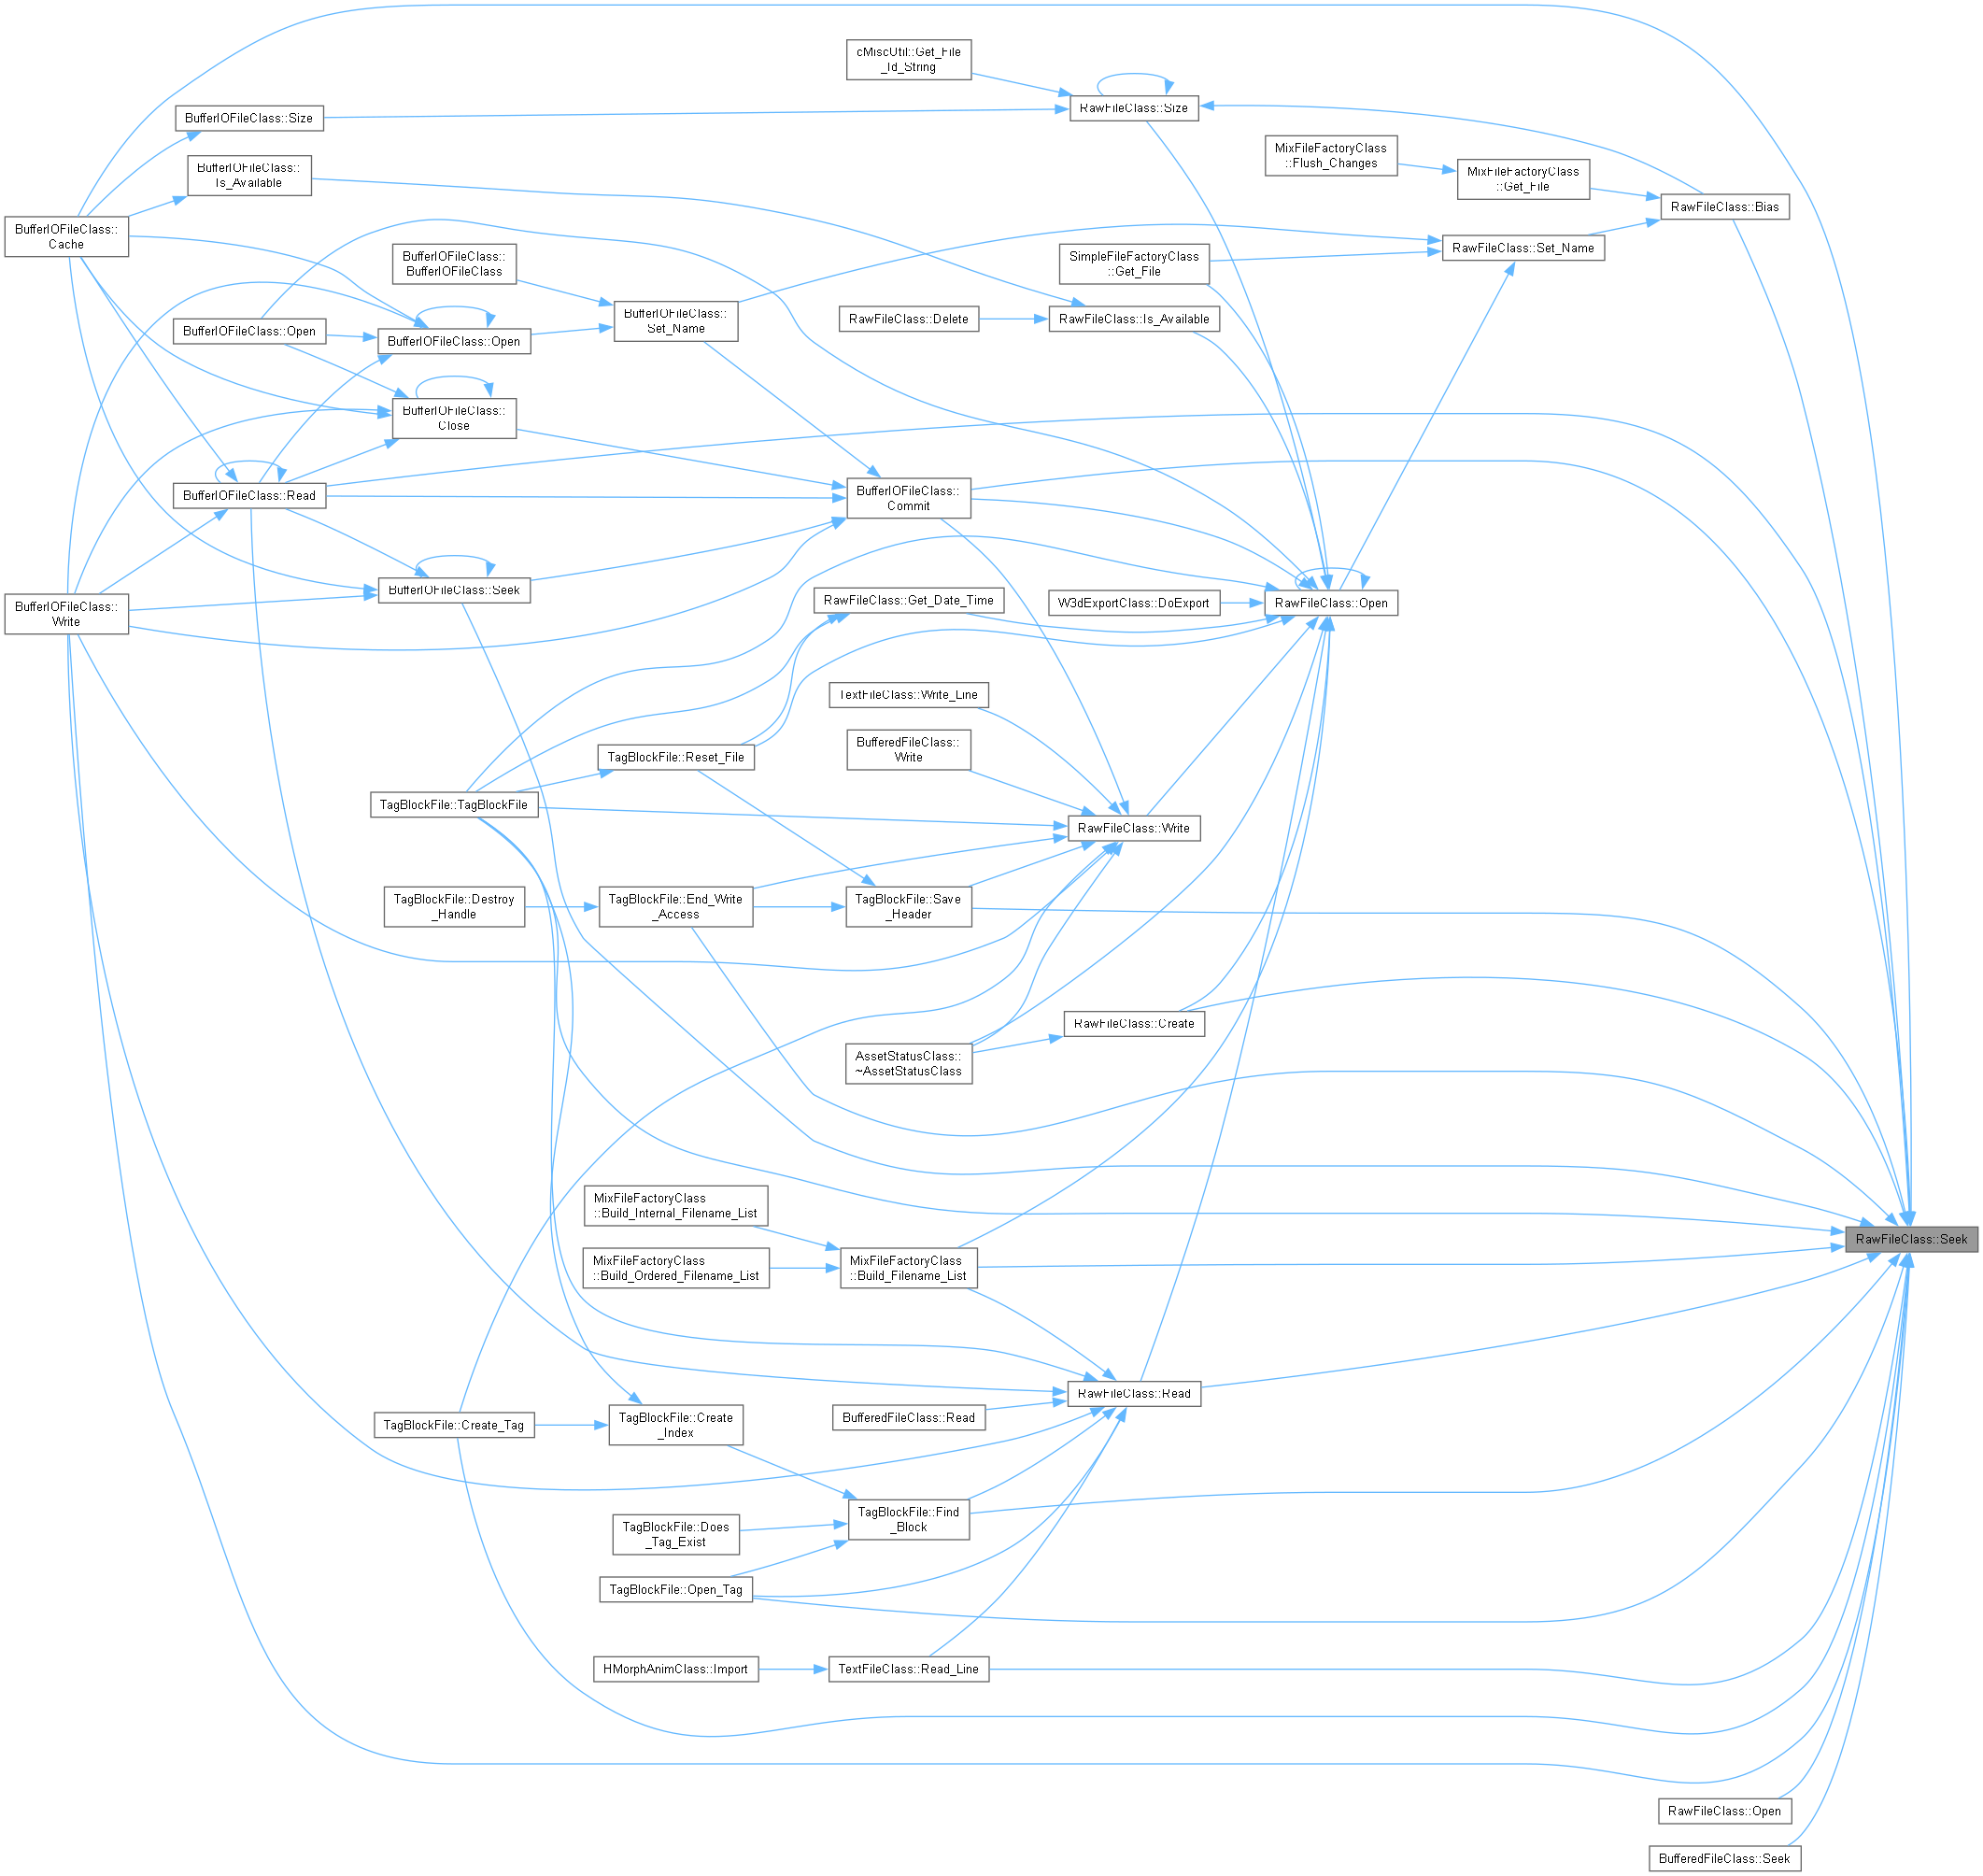 cMiscUtil::Get_File
_Id_String
RawFileClass::Size
BufferIOFileClass::Size
MixFileFactoryClass
::Flush_Changes
BufferIOFileClass::
Is_Available
MixFileFactoryClass
::Get_File
RawFileClass::Bias
BufferIOFileClass::
Cache
RawFileClass::Set_Name
BufferIOFileClass::
BufferIOFileClass
SimpleFileFactoryClass
::Get_File
BufferIOFileClass::
Set_Name
RawFileClass::Delete
RawFileClass::Is_Available
BufferIOFileClass::Open
BufferIOFileClass::Open
BufferIOFileClass::
Close
BufferIOFileClass::Read
BufferIOFileClass::
Commit
BufferIOFileClass::Seek
BufferIOFileClass::
Write
RawFileClass::Get_Date_Time
W3dExportClass::DoExport
RawFileClass::Open
TextFileClass::Write_Line
BufferedFileClass::
Write
TagBlockFile::Reset_File
TagBlockFile::TagBlockFile
RawFileClass::Write
TagBlockFile::Destroy
_Handle
TagBlockFile::End_Write
_Access
TagBlockFile::Save
_Header
RawFileClass::Create
AssetStatusClass::
~AssetStatusClass
MixFileFactoryClass
::Build_Internal_Filename_List
RawFileClass::Seek
MixFileFactoryClass
::Build_Ordered_Filename_List
MixFileFactoryClass
::Build_Filename_List
RawFileClass::Read
BufferedFileClass::Read
TagBlockFile::Create_Tag
TagBlockFile::Create
_Index
TagBlockFile::Find
_Block
TagBlockFile::Does
_Tag_Exist
TagBlockFile::Open_Tag
HMorphAnimClass::Import
TextFileClass::Read_Line
RawFileClass::Open
BufferedFileClass::Seek